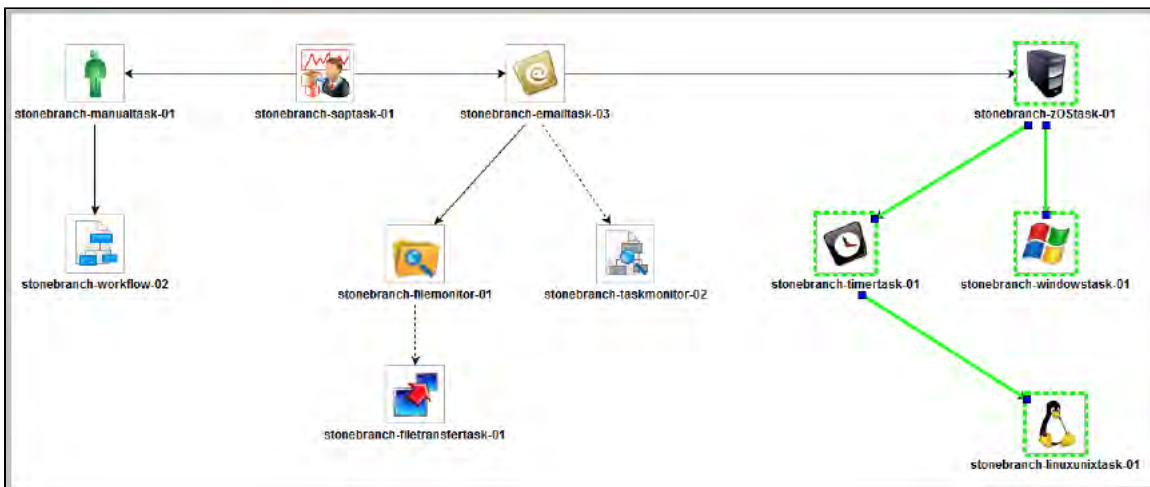 stonebranch-manualtask-01
stonebranch-saptask-01
stonebranch-emailtask-03
stonebranch-zOStask-01
stonebranch-workflow-02
stonebranch-filemonitor-01
stonebranch-taskmonitor-02
stonebranch-timertask-01
stonebranch-windowstask-01
stonebranch-filetransfertask-01
stonebranch-linuxunixtask-01